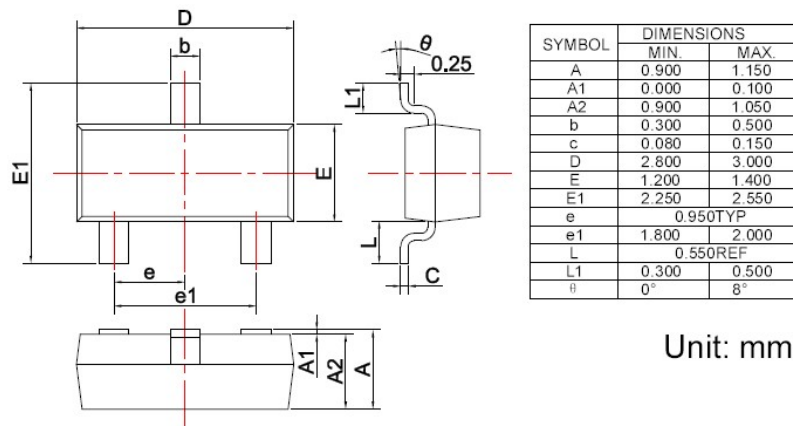 D
b
E1
E
e
e1
A1
A2
A
θ
0.25
L1
L
C
SYMBOL DIMENSIONS
MIN. MAX.
A 0.900 1.150
A1 0.000 0.100
A2 0.900 1.050
b 0.300 0.500
c 0.080 0.150
D 2.800 3.000
E 1.200 1.400
E1 2.250 2.550
e 0.950TYP
e1 1.800 2.000
L 0.550REF
L1 0.300 0.500
θ 0° 8°
Unit: mm